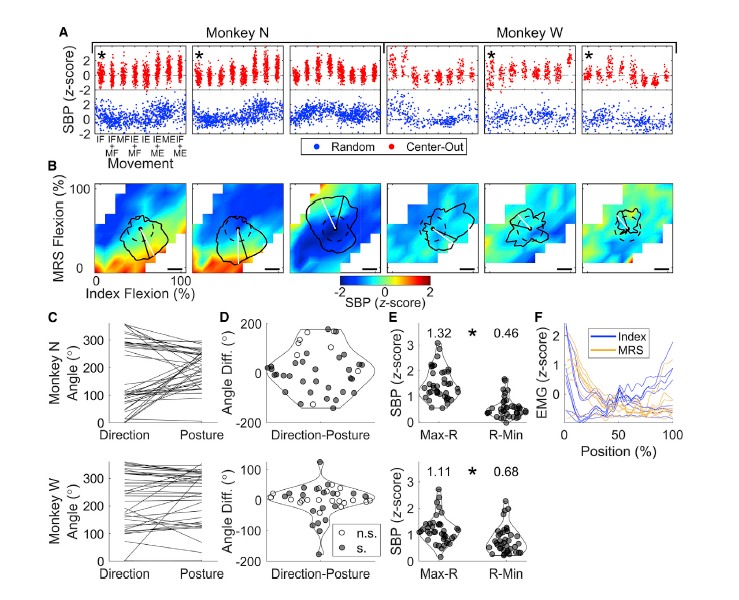 A
Monkey N
Monkey W
SBP (z-score)
2
0
-2
2
0
-2
*
*
*
*
IF IF MF IE IE IE ME IF
+ + + +
MF MF ME ME
Movement
Random
Center-Out
B
MRS Flexion (%)
100
0
0
100
Index Flexion (%)
-2
0
2
SBP (z-score)
C
Monkey N
Angle (°)
300
200
100
0
Direction
Posture
D
Angle Diff. (°)
200
0
-200
Direction-Posture
E
SBP (z-score)
3
2
1
0
1.32
*
0.46
Max-R
R-Min
F
EMG (z-score)
2
0
Index
MRS
0
50
100
Position (%)
Monkey W
Angle (°)
300
200
100
0
Direction
Posture
Angle Diff. (°)
100
0
-100
-200
n.s.
s.
Direction-Posture
SBP (z-score)
3
2
1
0
1.11
*
0.68
Max-R
R-Min